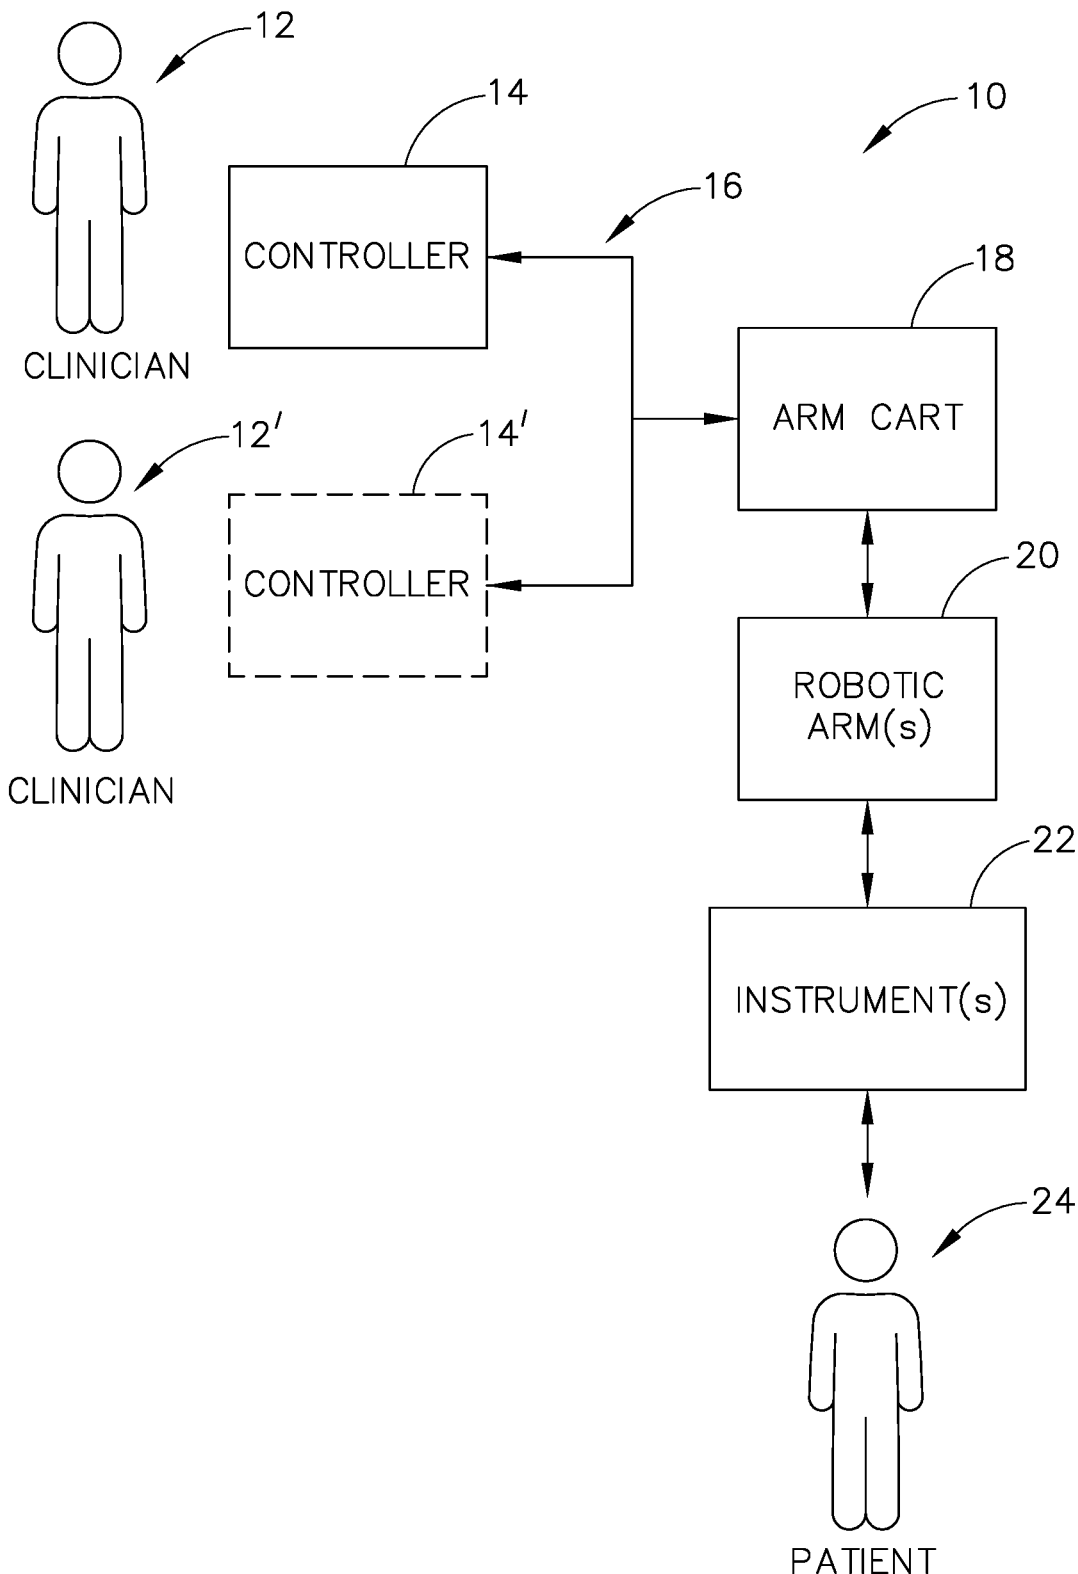 12
14
10
16
CONTROLLER
18
CLINICIAN
ARM CART
12′
14′
CONTROLLER
20
ROBOTIC
ARM(s)
CLINICIAN
22
INSTRUMENT(s)
24
PATIENT